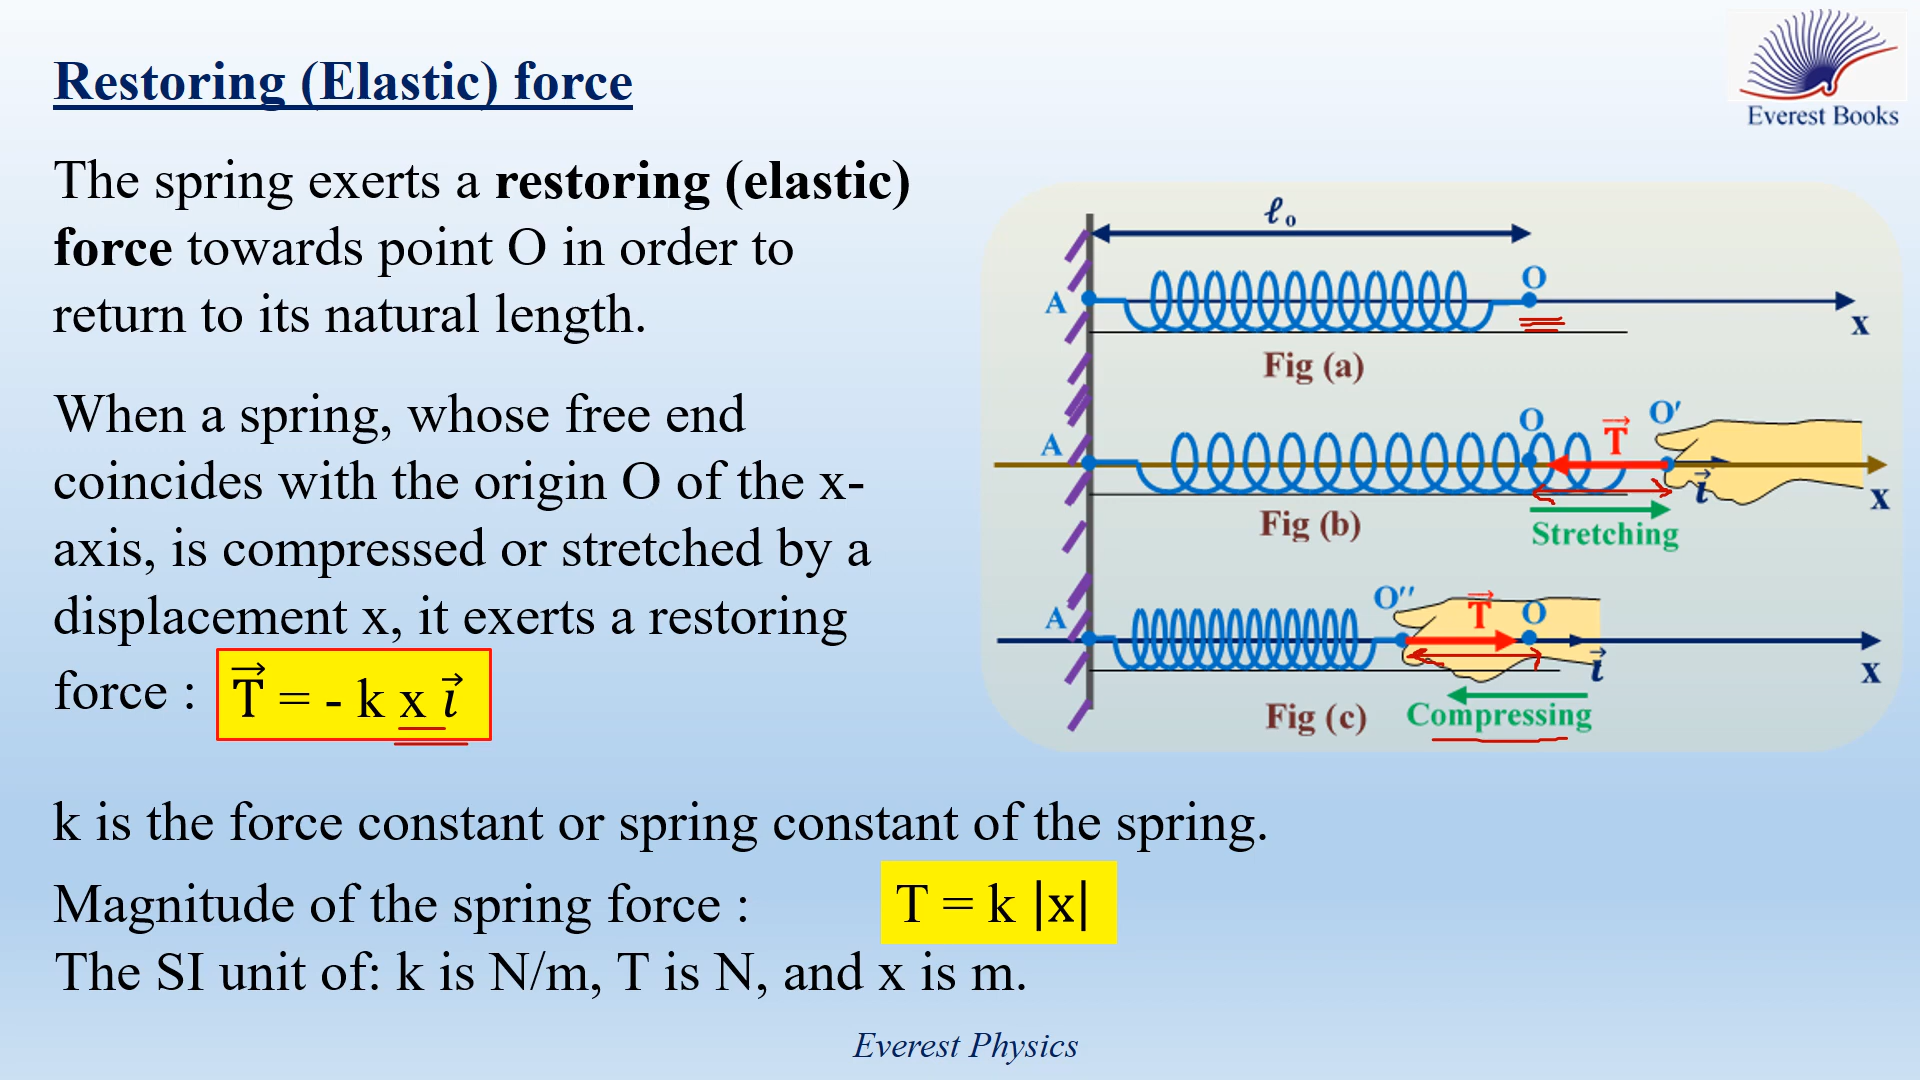 Restoring (Elastic) force
Everest Books
The spring exerts a restoring (elastic)
force towards point O in order to
return to its natural length.
When a spring, whose free end
coincides with the origin O of the x-
axis, is compressed or stretched by a
displacement x, it exerts a restoring
force : T⃗ = - k x i⃗
ℓ₀
A
O
x
Fig (a)
A
O
T⃗
O′
i⃗
x
Fig (b)
Stretching
A
O′′
T⃗
O
i⃗
x
Fig (c)
Compressing
k is the force constant or spring constant of the spring.
Magnitude of the spring force : T = k |x|
The SI unit of: k is N/m, T is N, and x is m.
Everest Physics